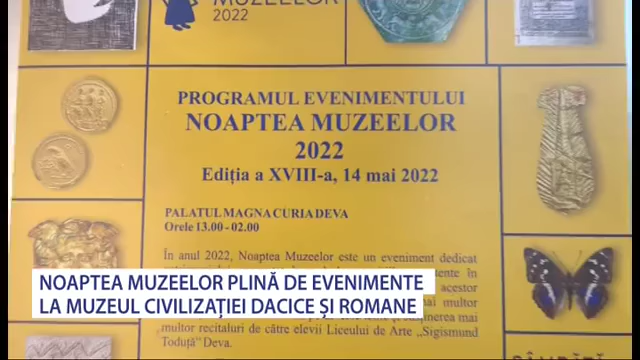 MUZEELOR
2022
PROGRAMUL EVENIMENTULUI
NOAPTEA MUZEELOR
2022
Ediția a XVIII-a, 14 mai 2022
PALATUL MAGNA CURIA DEVA
Orele 13.00 - 02.00
În anul 2022, Noaptea Muzeelor este un eveniment dedicat
în
acestor
mai multor
mai
multor recitaluri de către elevii Liceului de Arte „Sigismund
Toduță” Deva.
NOAPTEA MUZEELOR PLINĂ DE EVENIMENTE
LA MUZEUL CIVILIZAȚIEI DACICE ȘI ROMANE